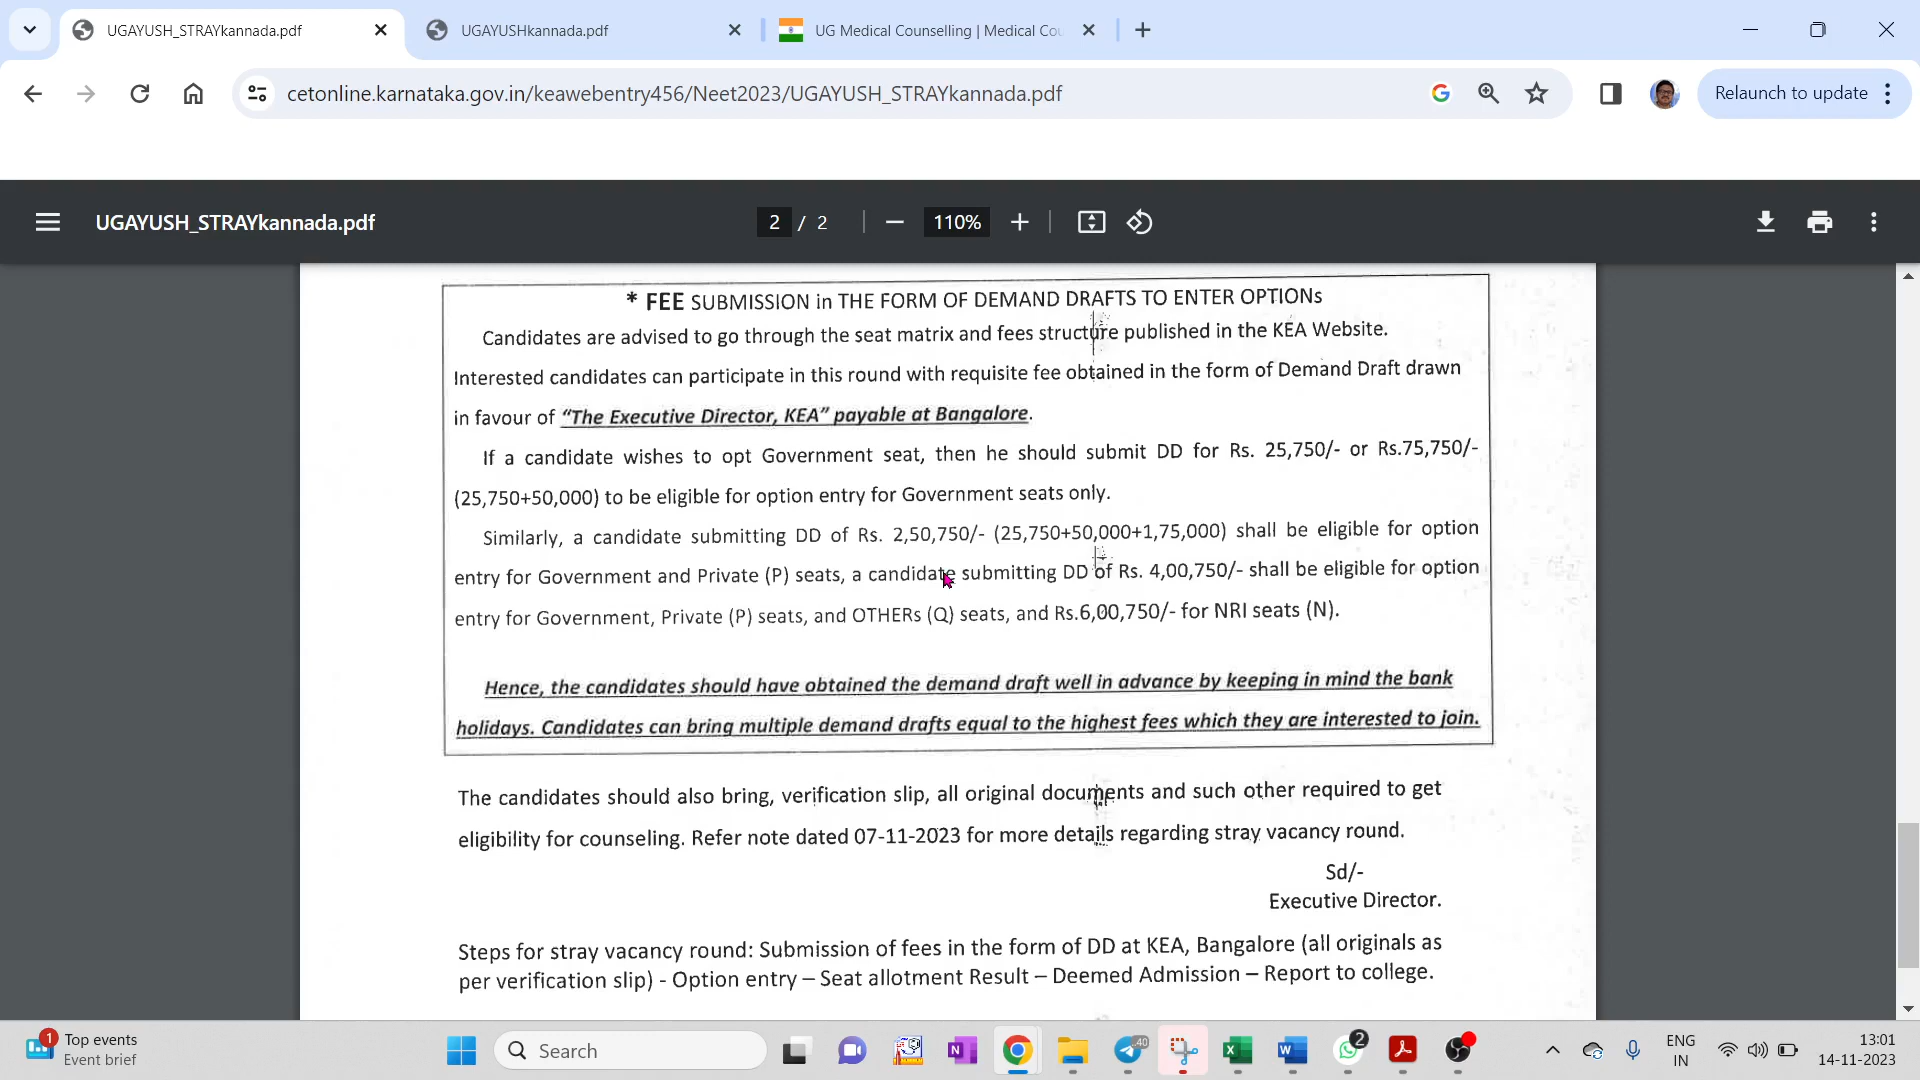 UGAYUSH_STRAYkannada.pdf
UGAYUSHkannada.pdf
UG Medical Counselling | Medical Cou
cetonline.karnataka.gov.in/keawebentry456/Neet2023/UGAYUSH_STRAYkannada.pdf
Relaunch to update
UGAYUSH_STRAYkannada.pdf
2 / 2
110%
* FEE SUBMISSION in THE FORM OF DEMAND DRAFTS TO ENTER OPTIONs
Candidates are advised to go through the seat matrix and fees structure published in the KEA Website.
Interested candidates can participate in this round with requisite fee obtained in the form of Demand Draft drawn
in favour of “The Executive Director, KEA” payable at Bangalore.
If a candidate wishes to opt Government seat, then he should submit DD for Rs. 25,750/- or Rs.75,750/-
(25,750+50,000) to be eligible for option entry for Government seats only.
Similarly, a candidate submitting DD of Rs. 2,50,750/- (25,750+50,000+1,75,000) shall be eligible for option
entry for Government and Private (P) seats, a candidate submitting DD of Rs. 4,00,750/- shall be eligible for option
entry for Government, Private (P) seats, and OTHERs (Q) seats, and Rs.6,00,750/- for NRI seats (N).
Hence, the candidates should have obtained the demand draft well in advance by keeping in mind the bank
holidays. Candidates can bring multiple demand drafts equal to the highest fees which they are interested to join.
The candidates should also bring, verification slip, all original documents and such other required to get
eligibility for counseling. Refer note dated 07-11-2023 for more details regarding stray vacancy round.
Sd/-
Executive Director.
Steps for stray vacancy round: Submission of fees in the form of DD at KEA, Bangalore (all originals as
per verification slip) - Option entry – Seat allotment Result – Deemed Admission – Report to college.
1
Top events
Event brief
Search
40
2
ENG
IN
13:01
14-11-2023